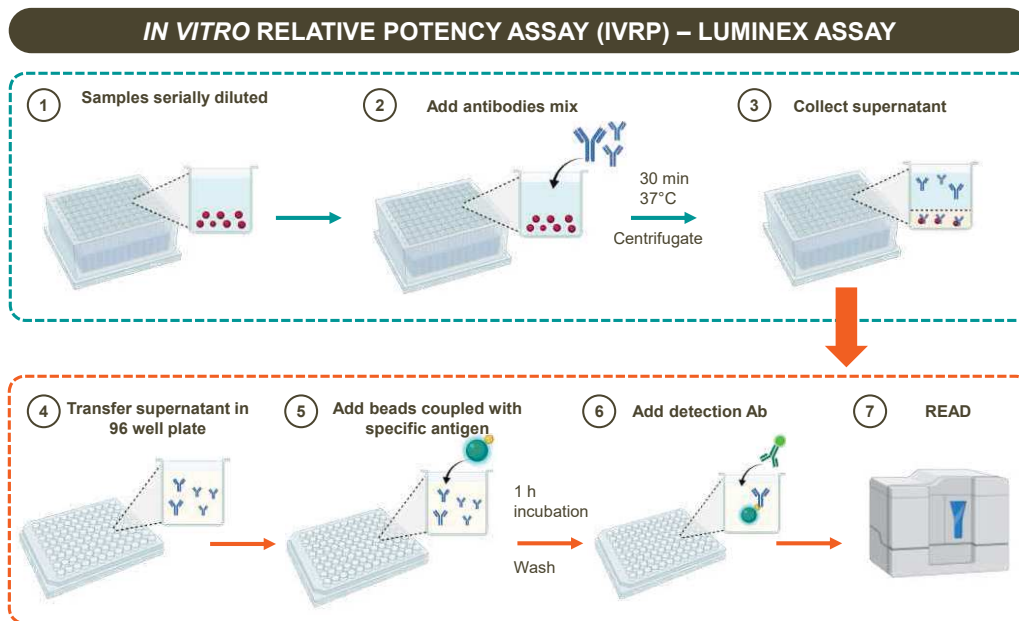 IN VITRO RELATIVE POTENCY ASSAY (IVRP) – LUMINEX ASSAY
1
Samples serially diluted
2
Add antibodies mix
30 min
37°C
Centrifugate
3
Collect supernatant
4
Transfer supernatant in
96 well plate
5
Add beads coupled with
specific antigen
1 h
incubation
Wash
6
Add detection Ab
7
READ